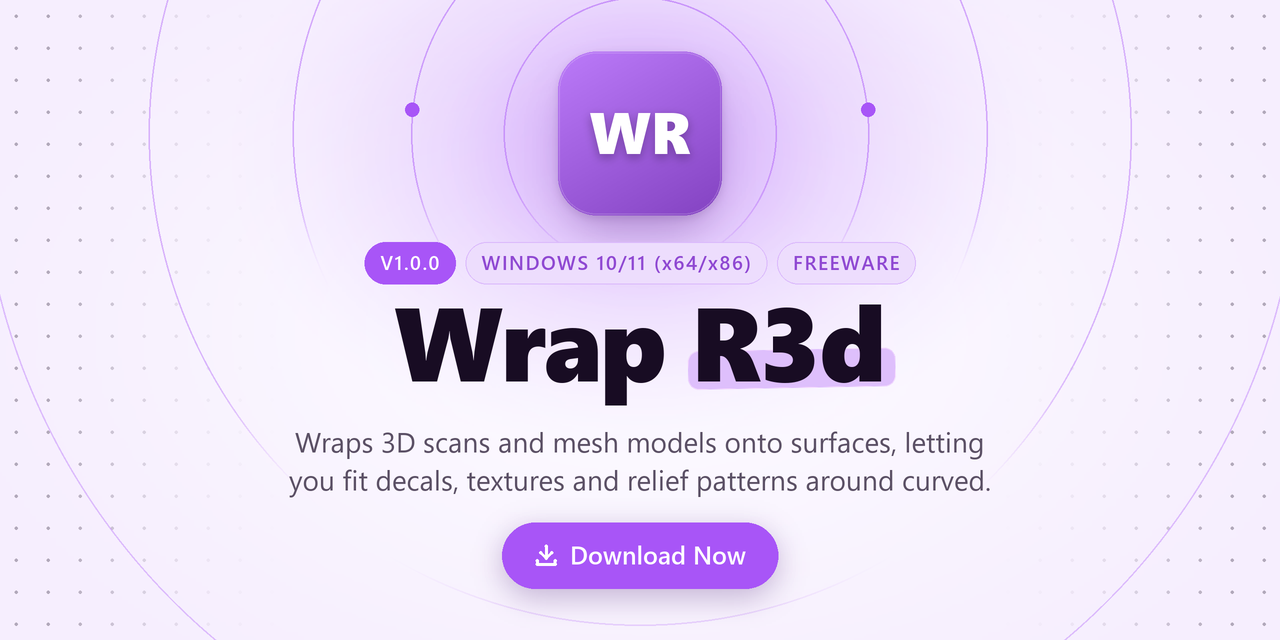 WR
V1.0.0 WINDOWS 10/11 (x64/x86) FREEWARE
Wrap R3d
Wraps 3D scans and mesh models onto surfaces, letting
you fit decals, textures and relief patterns around curved.
Download Now